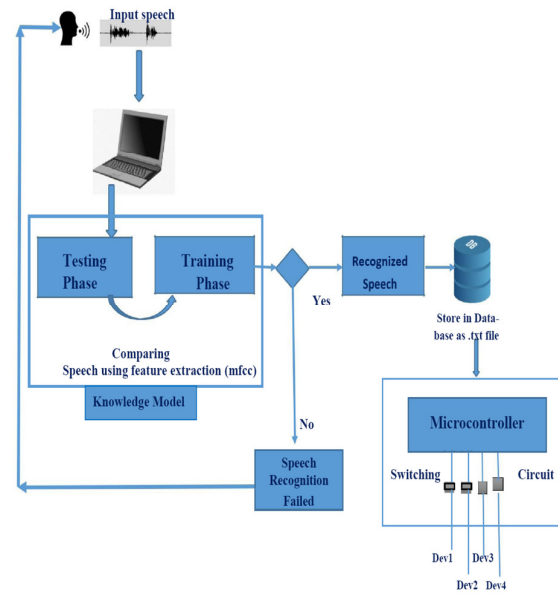 Input speech
Testing
Phase
Training
Phase
Comparing
Speech using feature extraction (mfcc)
Knowledge Model
Yes
No
Recognized
Speech
DB
Store in Data-
base as .txt file
Speech
Recognition
Failed
Microcontroller
Switching
Circuit
Dev1
Dev2
Dev3
Dev4